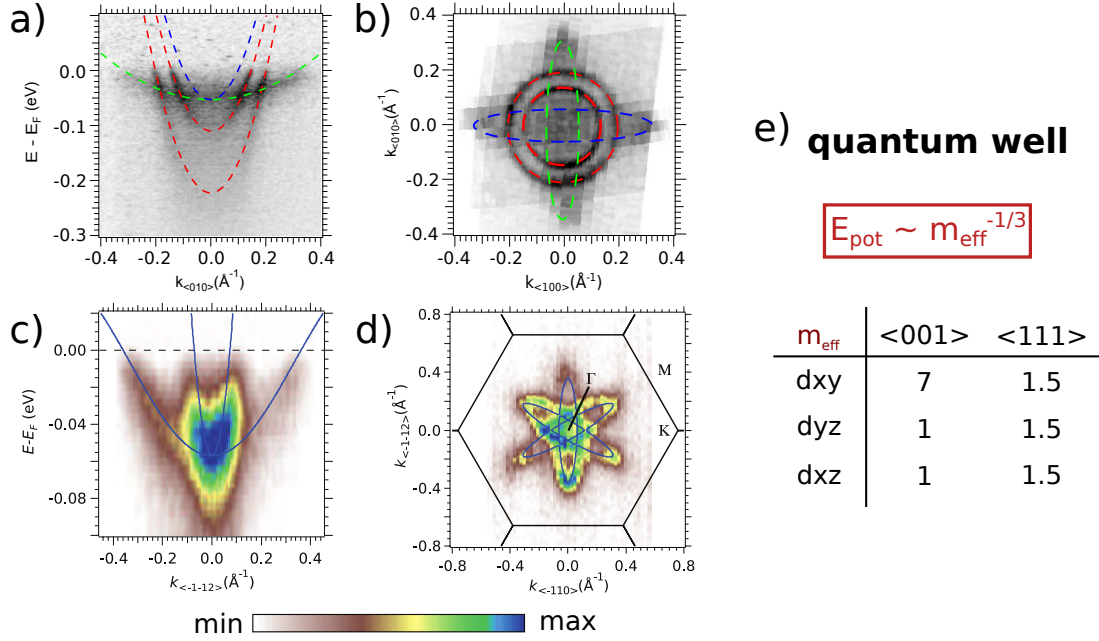 a)
0.0
-0.1
-0.2
-0.3
E - E_F (eV)
-0.4 -0.2 0.0 0.2 0.4
k<010>(Å⁻¹)
b)
0.4
0.2
0.0
-0.2
-0.4
k<010>(Å⁻¹)
-0.4 -0.2 0.0 0.2 0.4
k<100>(Å⁻¹)
c)
0.00
-0.04
-0.08
E-E_F (eV)
-0.4 -0.2 0.0 0.2 0.4
k<-1-12>(Å⁻¹)
d)
0.8
0.4
0.0
-0.4
-0.8
k<-1-12>(Å⁻¹)
Γ
M
K
-0.8 -0.4 0.0 0.4 0.8
k<-110>(Å⁻¹)
min max
e)
quantum well
E_pot ~ m_eff^-1/3
m_eff <001> <111>
dxy 7 1.5
dyz 1 1.5
dxz 1 1.5